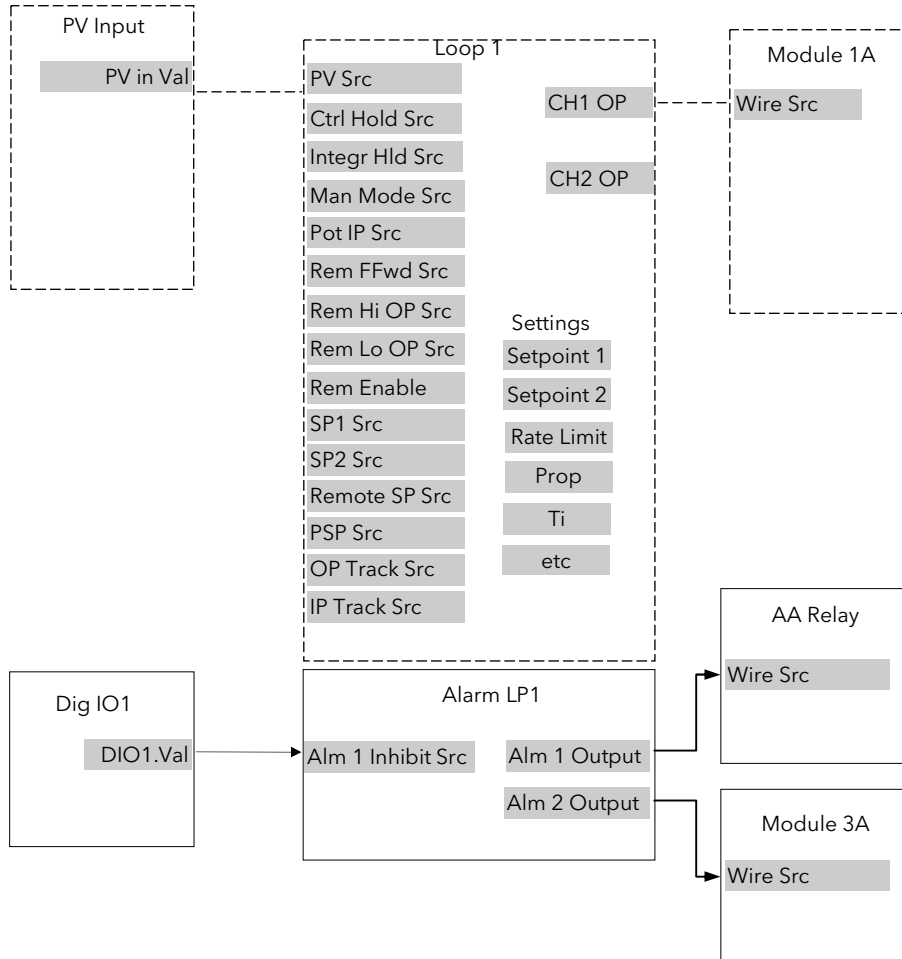 PV Input
PV in Val
Loop 1
PV Src
Ctrl Hold Src
Integr Hld Src
Man Mode Src
Pot IP Src
Rem FFwd Src
Rem Hi OP Src
Rem Lo OP Src
Rem Enable
SP1 Src
SP2 Src
Remote SP Src
PSP Src
OP Track Src
IP Track Src
CH1 OP
CH2 OP
Settings
Setpoint 1
Setpoint 2
Rate Limit
Prop
Ti
etc
Module 1A
Wire Src
Dig IO1
DIO1.Val
Alarm LP1
Alm 1 Inhibit Src
Alm 1 Output
Alm 2 Output
AA Relay
Wire Src
Module 3A
Wire Src